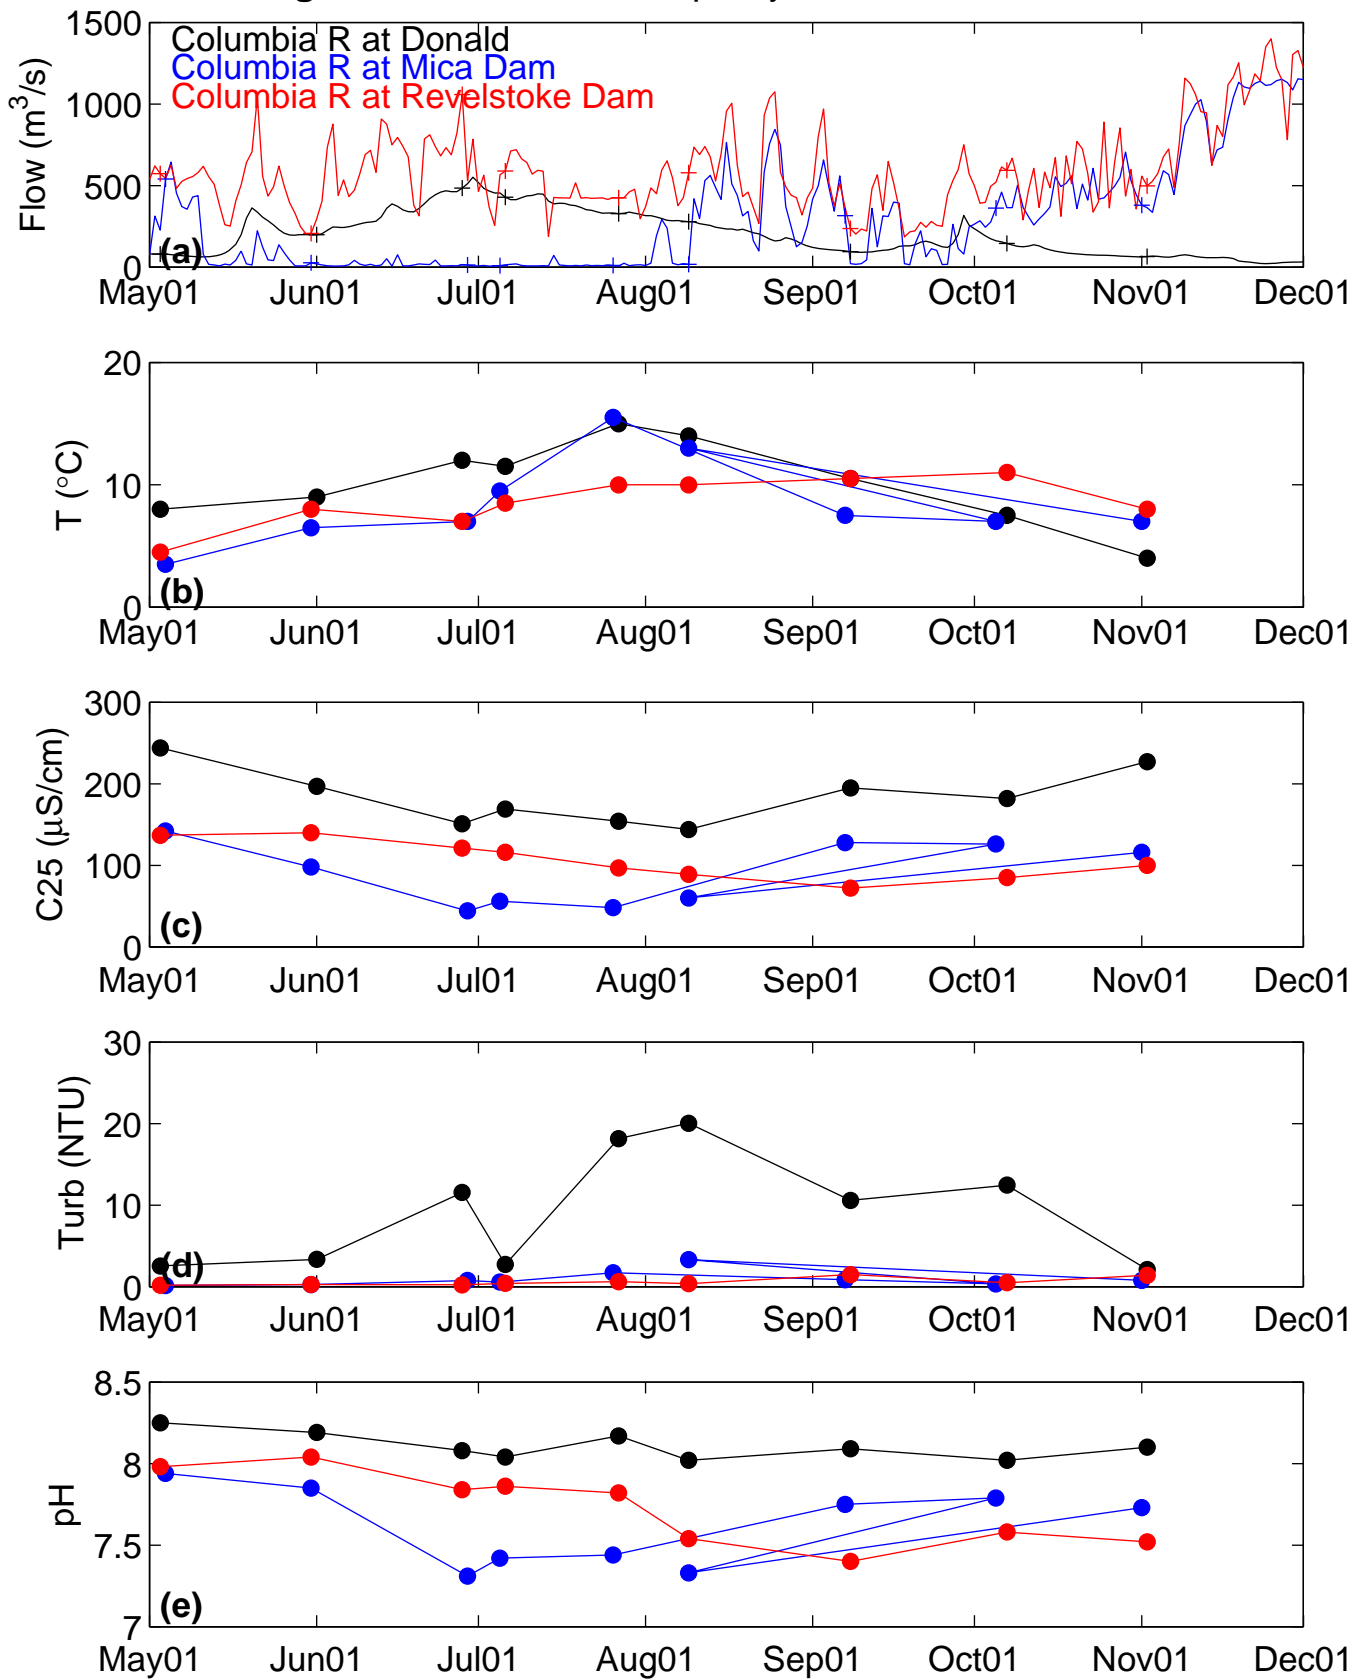 1500
Columbia R at Donald
Columbia R at Mica Dam
Columbia R at Revelstoke Dam
1000
500
0
Flow (m³/s)
(a)
May01 Jun01 Jul01 Aug01 Sep01 Oct01 Nov01 Dec01
20
10
0
T (°C)
(b)
May01 Jun01 Jul01 Aug01 Sep01 Oct01 Nov01 Dec01
300
200
100
0
C25 (μS/cm)
(c)
May01 Jun01 Jul01 Aug01 Sep01 Oct01 Nov01 Dec01
30
20
10
0
Turb (NTU)
(d)
May01 Jun01 Jul01 Aug01 Sep01 Oct01 Nov01 Dec01
8.5
8
7.5
7
pH
(e)
May01 Jun01 Jul01 Aug01 Sep01 Oct01 Nov01 Dec01